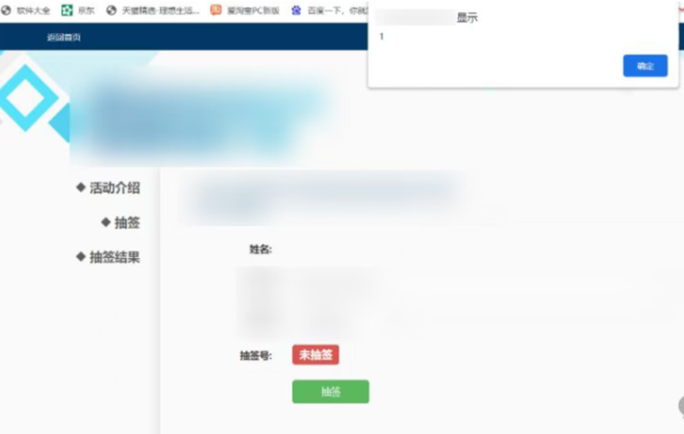 软件大全 京东 天猫精选-理想生活... 爱淘宝PC新版 百度一下，你就
显示
1
确定
返回首页
◆ 活动介绍
◆ 抽签
◆ 抽签结果
姓名:
抽签号: 未抽签
抽签